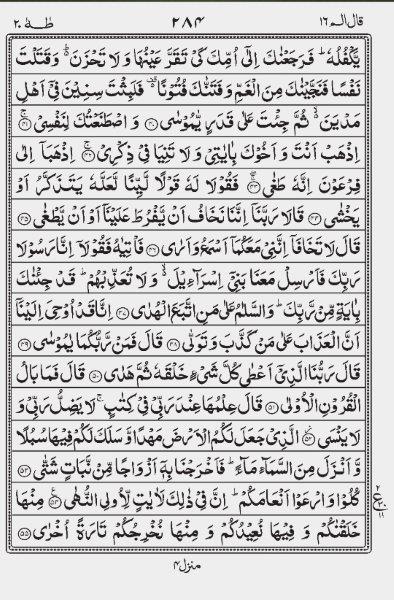 قال الم ١٦ ٢٨٤ طٰهٰ ٢٠
يَّكْفُلُهٗ ؕ فَرَجَعْنٰكَ اِلٰۤى اُمِّكَ كَىْ تَقَرَّ عَيْنُهَا وَ لَا تَحْزَنَ ؕ۬ وَ قَتَلْتَ
نَفْسًا فَنَجَّيْنٰكَ مِنَ الْغَمِّ وَ فَتَنّٰكَ فُتُوْنًا ۬۫ فَلَبِثْتَ سِنِيْنَ فِىْۤ اَهْلِ
مَدْيَنَ ۙ۬ ثُمَّ جِئْتَ عَلٰى قَدَرٍ يّٰمُوْسٰى ﴿۴۰﴾ وَ اصْطَنَعْتُكَ لِنَفْسِىْ ۚ﴿۴۱﴾
اِذْهَبْ اَنْتَ وَ اَخُوْكَ بِاٰيٰتِىْ وَ لَا تَنِيَا فِىْ ذِكْرِىْ ۚ﴿۴۲﴾ اِذْهَبَاۤ اِلٰى
فِرْعَوْنَ اِنَّهٗ طَغٰى ۚۖ﴿۴۳﴾ فَقُوْلَا لَهٗ قَوْلًا لَّيِّنًا لَّعَلَّهٗ يَتَذَكَّرُ اَوْ
يَخْشٰى ﴿۴۴﴾ قَالَا رَبَّنَاۤ اِنَّنَا نَخَافُ اَنْ يَّفْرُطَ عَلَيْنَاۤ اَوْ اَنْ يَّطْغٰى ﴿۴۵﴾
قَالَ لَا تَخَافَاۤ اِنَّنِىْ مَعَكُمَاۤ اَسْمَعُ وَ اَرٰى ﴿۴۶﴾ فَاْتِيٰهُ فَقُوْلَاۤ اِنَّا رَسُوْلَا
رَبِّكَ فَاَرْسِلْ مَعَنَا بَنِىْۤ اِسْرَآءِيْلَ ۙ۬ وَ لَا تُعَذِّبْهُمْ ؕ قَدْ جِئْنٰكَ
بِاٰيَةٍ مِّنْ رَّبِّكَ ؕ وَ السَّلٰمُ عَلٰى مَنِ اتَّبَعَ الْهُدٰى ﴿۴۷﴾ اِنَّا قَدْ اُوْحِىَ اِلَيْنَاۤ
اَنَّ الْعَذَابَ عَلٰى مَنْ كَذَّبَ وَ تَوَلّٰى ﴿۴۸﴾ قَالَ فَمَنْ رَّبُّكُمَا يٰمُوْسٰى ﴿۴۹﴾
قَالَ رَبُّنَا الَّذِىْۤ اَعْطٰى كُلَّ شَىْءٍ خَلْقَهٗ ثُمَّ هَدٰى ﴿۵۰﴾ قَالَ فَمَا بَالُ
الْقُرُوْنِ الْاُوْلٰى ﴿۵۱﴾ قَالَ عِلْمُهَا عِنْدَ رَبِّىْ فِىْ كِتٰبٍ ۚ لَا يَضِلُّ رَبِّىْ وَ
لَا يَنْسَى ۫﴿۵۲﴾ الَّذِىْ جَعَلَ لَكُمُ الْاَرْضَ مَهْدًا وَّ سَلَكَ لَكُمْ فِيْهَا سُبُلًا
وَّ اَنْزَلَ مِنَ السَّمَآءِ مَآءً ؕ فَاَخْرَجْنَا بِهٖۤ اَزْوَاجًا مِّنْ نَّبَاتٍ شَتّٰى ﴿۵۳﴾
كُلُوْا وَ ارْعَوْا اَنْعَامَكُمْ ؕ اِنَّ فِىْ ذٰلِكَ لَاٰيٰتٍ لِّاُولِى النُّهٰى ﴿۵۴﴾ مِنْهَا
خَلَقْنٰكُمْ وَ فِيْهَا نُعِيْدُكُمْ وَ مِنْهَا نُخْرِجُكُمْ تَارَةً اُخْرٰى ﴿۵۵﴾
منزل ۴